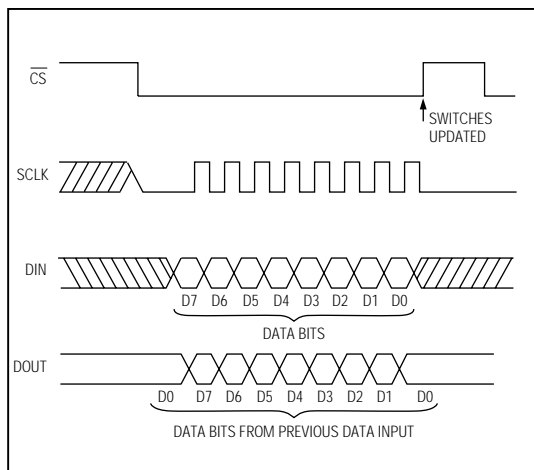 CS
SWITCHES
UPDATED
SCLK
DIN
D7 D6 D5 D4 D3 D2 D1 D0
DATA BITS
DOUT
D0 D7 D6 D5 D4 D3 D2 D1 D0
DATA BITS FROM PREVIOUS DATA INPUT